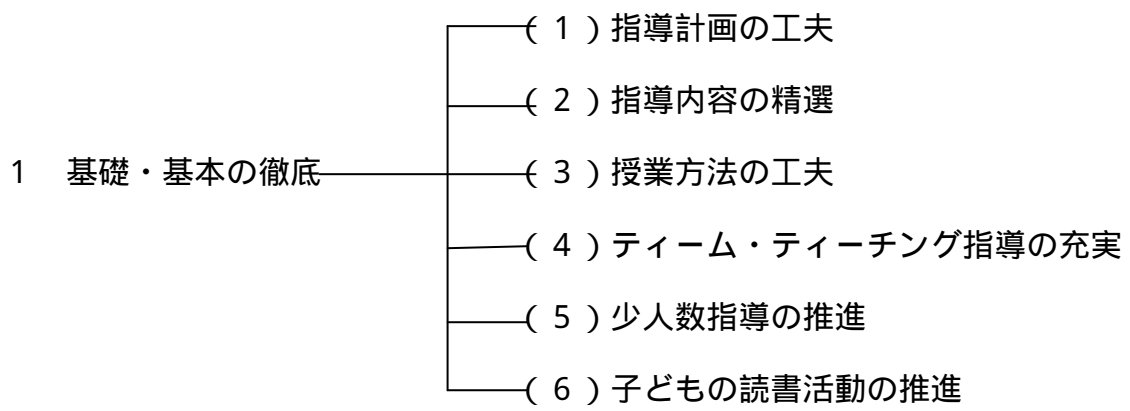 (1)指導計画の工夫
(2)指導内容の精選
1 基礎・基本の徹底
(3)授業方法の工夫
(4)ティーム・ティーチング指導の充実
(5)少人数指導の推進
(6)子どもの読書活動の推進